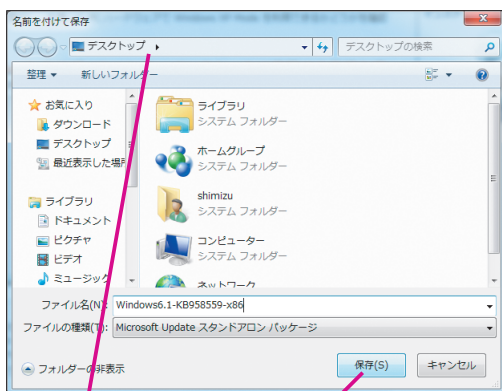 名前を付けて保存
デスクトップ
デスクトップの検索
整理
新しいフォルダー
お気に入り
ダウンロード
デスクトップ
最近表示した場所
ライブラリ
ドキュメント
ピクチャ
ビデオ
ミュージック
ライブラリ
システム フォルダー
ホームグループ
システム フォルダー
shimizu
システム フォルダー
コンピューター
システム フォルダー
ネットワーク
ファイル名(N):
Windows6.1-KB958559-x86
ファイルの種類(T):
Microsoft Update スタンドアロン パッケージ
フォルダーの非表示
保存(S)
キャンセル